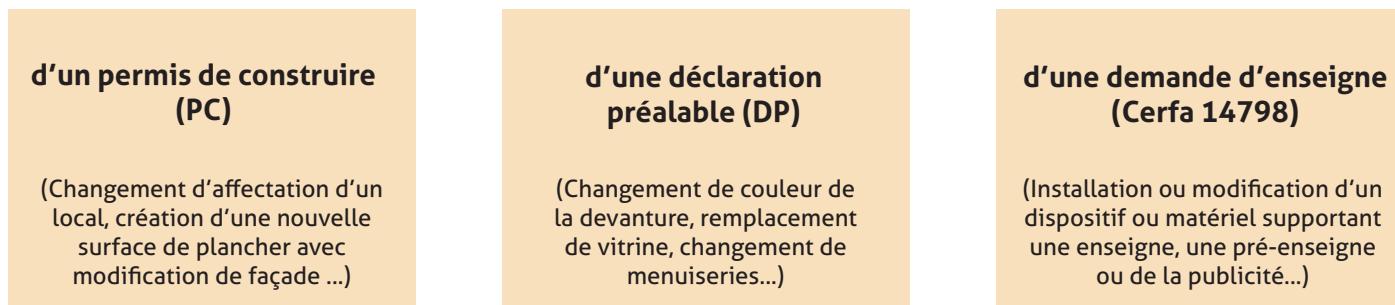 d’un permis de construire
(PC)
(Changement d’affectation d’un
local, création d’une nouvelle
surface de plancher avec
modification de façade ...)
d’une déclaration
préalable (DP)
(Changement de couleur de
la devanture, remplacement
de vitrine, changement de
menuiseries...)
d’une demande d’enseigne
(Cerfa 14798)
(Installation ou modification d’un
dispositif ou matériel supportant
une enseigne, une pré-enseigne
ou de la publicité...)